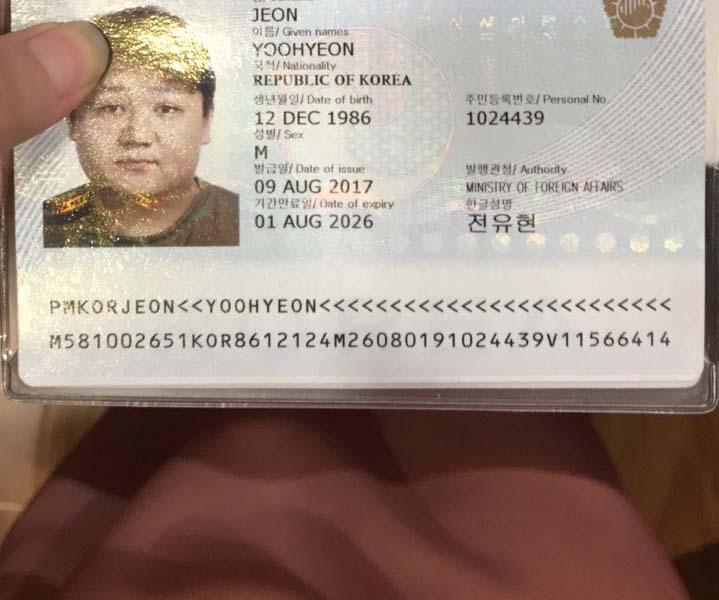 JEON
이름/ Given names
YOOHYEON
국적/ Nationality
REPUBLIC OF KOREA
생년월일/ Date of birth
주민등록번호/ Personal No.
12 DEC 1986
1024439
성별/ Sex
M
발급일/ Date of issue
발행관청/ Authority
09 AUG 2017
MINISTRY OF FOREIGN AFFAIRS
기간만료일/ Date of expiry
한글성명
01 AUG 2026
전유현
PMKORJEON<<YOOHYEON<<<<<<<<<<<<<<<<<<<<<<<<<
M581002651KOR8612124M26080191024439V11566414